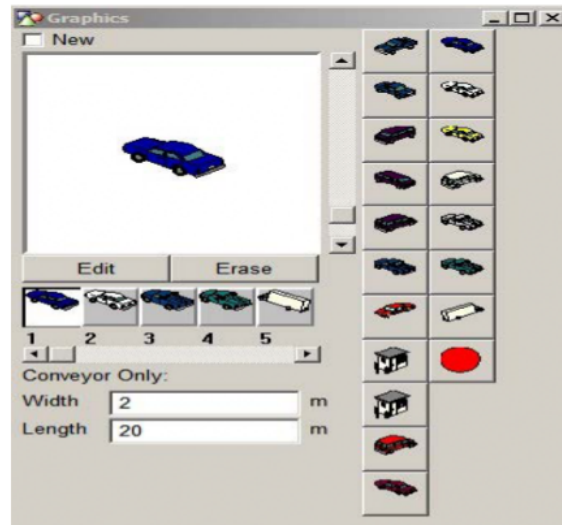 Graphics
New
Edit Erase
1 2 3 4 5
Conveyor Only:
Width 2 m
Length 20 m